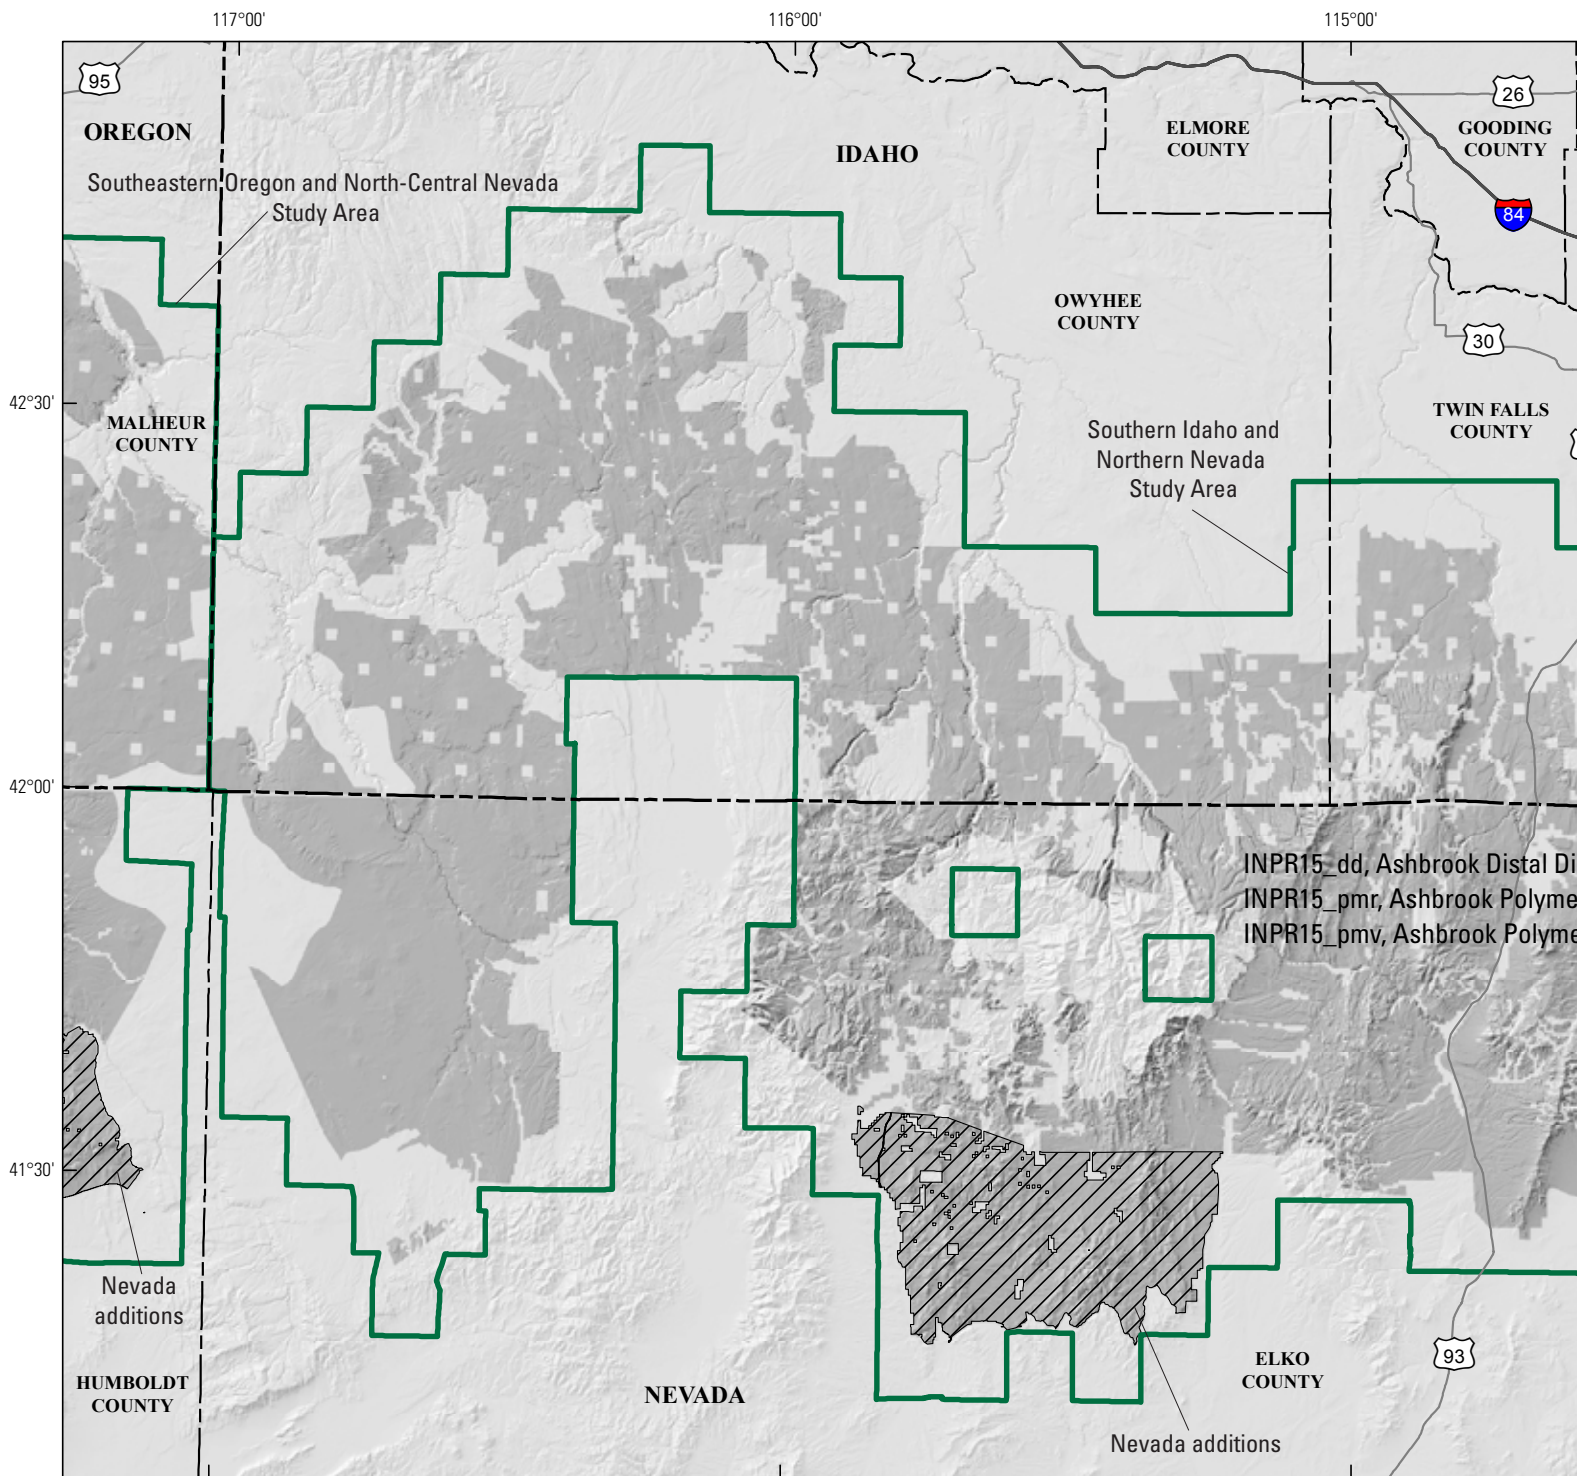 117°00'
116°00'
115°00'
95
26
OREGON
IDAHO
ELMORE
COUNTY
GOODING
COUNTY
Southeastern Oregon and North-Central Nevada
Study Area
84
OWYHEE
COUNTY
30
42°30'
MALHEUR
COUNTY
TWIN FALLS
COUNTY
Southern Idaho and
Northern Nevada
Study Area
42°00'
INPR15_dd, Ashbrook Distal Di
INPR15_pmr, Ashbrook Polyme
INPR15_pmv, Ashbrook Polyme
41°30'
Nevada
additions
93
HUMBOLDT
COUNTY
NEVADA
ELKO
COUNTY
Nevada additions